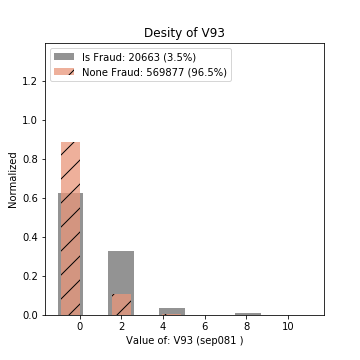 Desity of V93
Is Fraud: 20663 (3.5%)
None Fraud: 569877 (96.5%)
1.2
1.0
0.8
0.6
0.4
0.2
0.0
Normalized
0 2 4 6 8 10
Value of: V93 (sep081 )